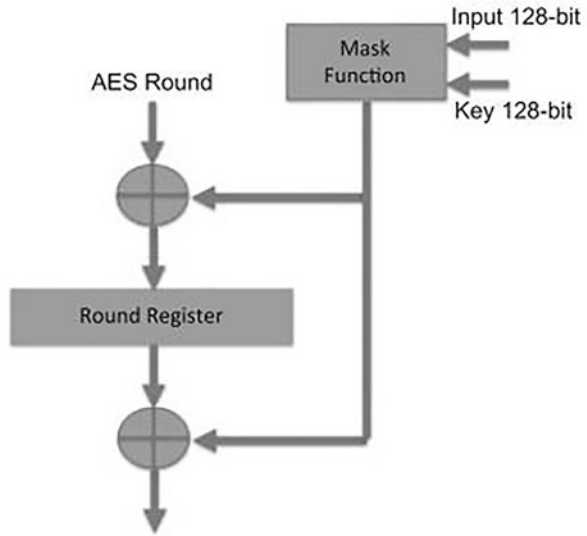 Input 128-bit
Mask
Function
Key 128-bit
AES Round
Round Register